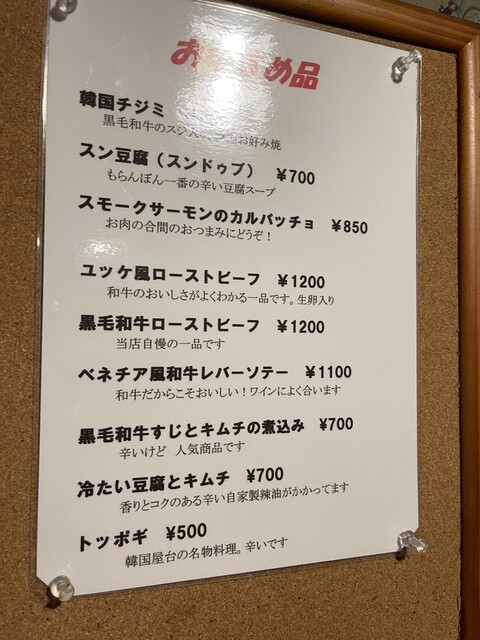 おすすめ品
韓国チジミ
黒毛和牛のスジ入 お好み焼
スン豆腐（スンドゥブ） ¥700
もらんぼん一番の辛い豆腐スープ
スモークサーモンのカルパッチョ ¥850
お肉の合間のおつまみにどうぞ！
ユッケ風ローストビーフ ¥1200
和牛のおいしさがよくわかる一品です。生卵入り
黒毛和牛ローストビーフ ¥1200
当店自慢の一品です
ベネチア風和牛レバーソテー ¥1100
和牛だからこそおいしい！ワインによく合います
黒毛和牛すじとキムチの煮込み ¥700
辛いけど 人気商品です
冷たい豆腐とキムチ ¥700
香りとコクのある辛い自家製辣油がかかってます
トッポギ ¥500
韓国屋台の名物料理。辛いです